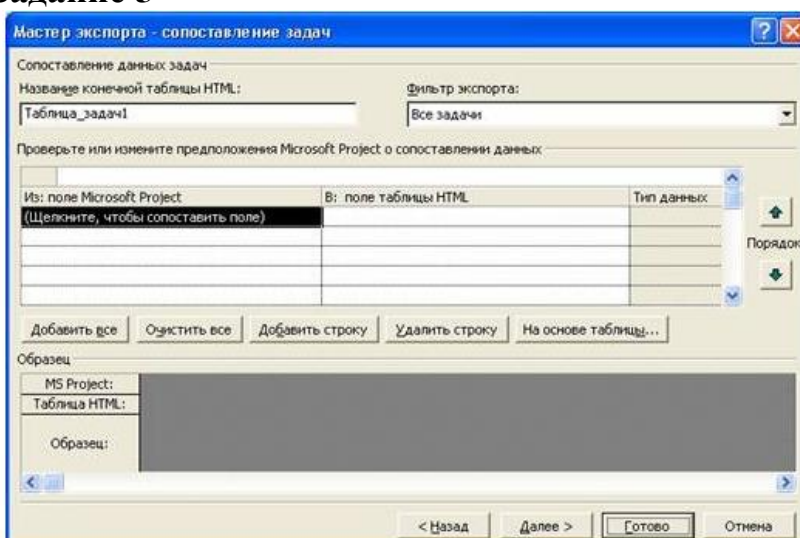 Мастер экспорта - сопоставление задач
Сопоставление данных задач
Название конечной таблицы HTML:
Фильтр экспорта:
Таблица_задач1
Все задачи
Проверьте или измените предположения Microsoft Project о сопоставлении данных
Из: поле Microsoft Project
В: поле таблицы HTML
Тип данных
(Щелкните, чтобы сопоставить поле)
Порядок
Добавить все
Очистить все
Добавить строку
Удалить строку
На основе таблицы...
Образец
MS Project:
Таблица HTML:
Образец:
< Назад
Далее >
Готово
Отмена